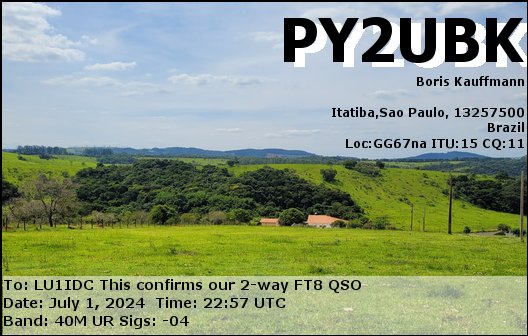 PY2UBK
Boris Kauffmann
Itatiba,Sao Paulo, 13257500
Brazil
Loc:GG67na ITU:15 CQ:11
To: LU1IDC This confirms our 2-way FT8 QSO
Date: July 1, 2024 Time: 22:57 UTC
Band: 40M UR Sigs: -04